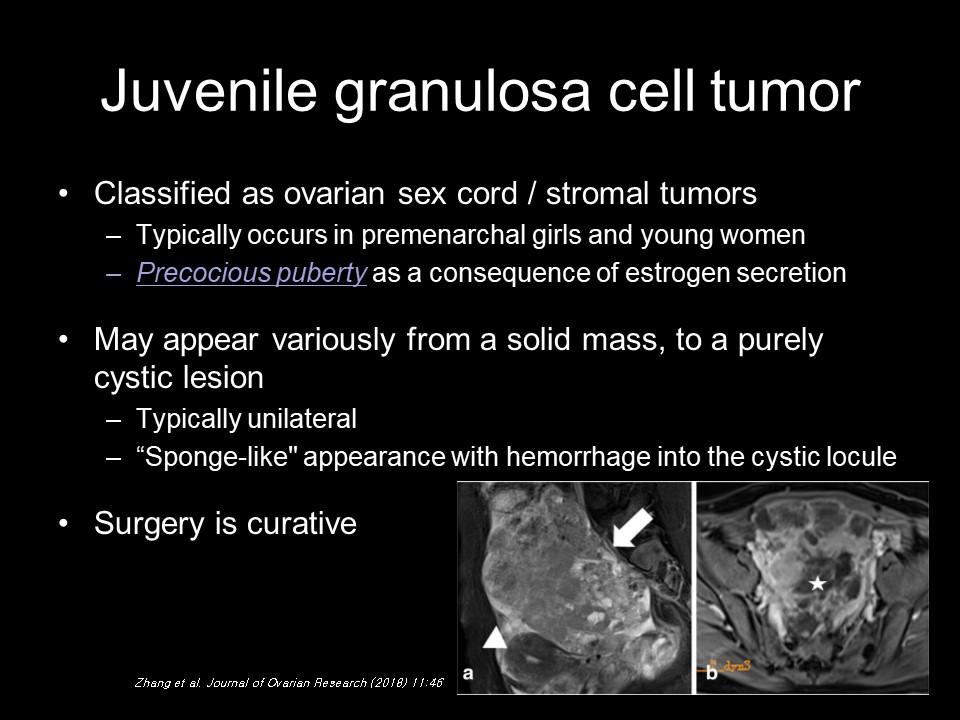 Juvenile granulosa cell tumor
• Classified as ovarian sex cord / stromal tumors
– Typically occurs in premenarchal girls and young women
– Precocious puberty as a consequence of estrogen secretion
• May appear variously from a solid mass, to a purely
cystic lesion
– Typically unilateral
– “Sponge-like" appearance with hemorrhage into the cystic locule
• Surgery is curative
a
b
_dyn3
Zhang et al. Journal of Ovarian Research (2018) 11:46